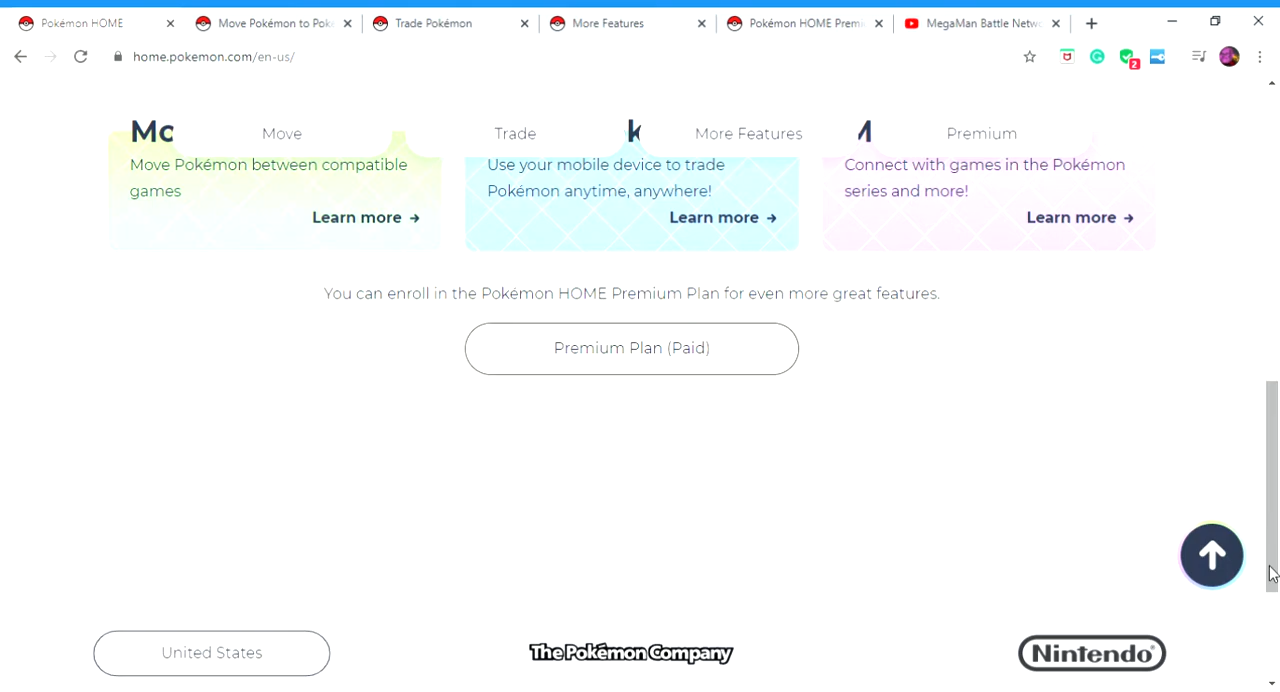 Pokémon HOME
Move Pokémon to Poké
Trade Pokémon
More Features
Pokémon HOME Prem
MegaMan Battle Netwo
home.pokemon.com/en-us/
2
Move
Trade
More Features
Premium
Move Pokémon between compatible
games
Learn more →
Use your mobile device to trade
Pokémon anytime, anywhere!
Learn more →
Connect with games in the Pokémon
series and more!
Learn more →
You can enroll in the Pokémon HOME Premium Plan for even more great features.
Premium Plan (Paid)
United States
The Pokémon Company
Nintendo®